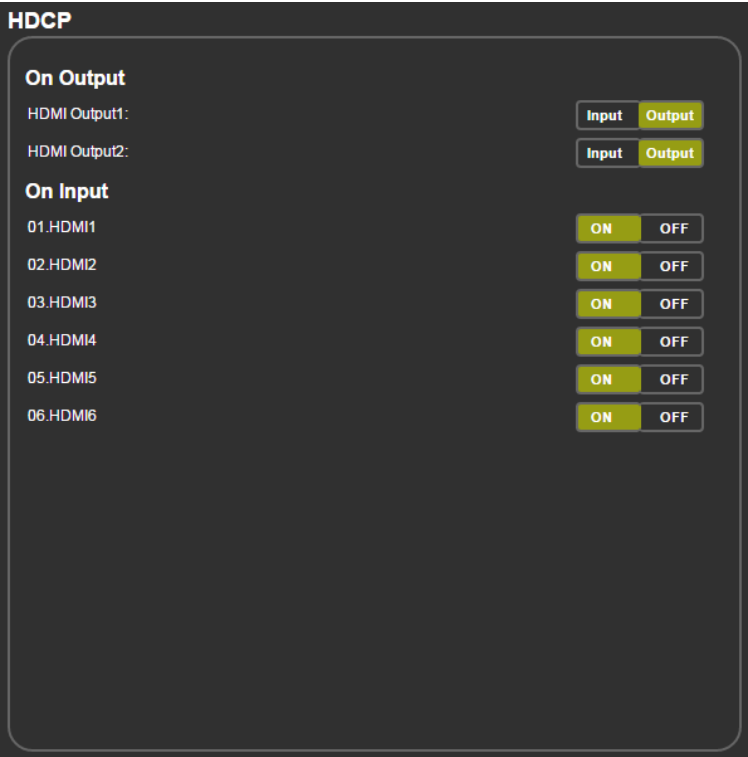 HDCP
On Output
HDMI Output1: Input Output
HDMI Output2: Input Output
On Input
01.HDMI1 ON OFF
02.HDMI2 ON OFF
03.HDMI3 ON OFF
04.HDMI4 ON OFF
05.HDMI5 ON OFF
06.HDMI6 ON OFF